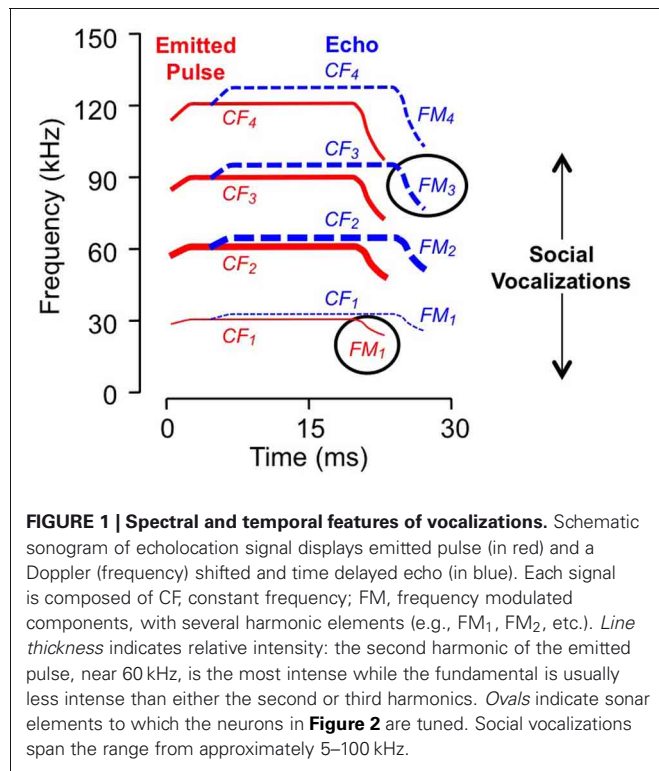 150
120
90
60
30
0
Frequency (kHz)
Emitted
Pulse
Echo
CF4
CF4
FM4
CF3
CF3
FM3
CF2
CF2
FM2
CF1
CF1
FM1
FM1
Social
Vocalizations
0 15 30
Time (ms)
FIGURE 1 | Spectral and temporal features of vocalizations. Schematic
sonogram of echolocation signal displays emitted pulse (in red) and a
Doppler (frequency) shifted and time delayed echo (in blue). Each signal
is composed of CF, constant frequency; FM, frequency modulated
components, with several harmonic elements (e.g., FM1, FM2, etc.). Line
thickness indicates relative intensity: the second harmonic of the emitted
pulse, near 60 kHz, is the most intense while the fundamental is usually
less intense than either the second or third harmonics. Ovals indicate sonar
elements to which the neurons in Figure 2 are tuned. Social vocalizations
span the range from approximately 5–100 kHz.